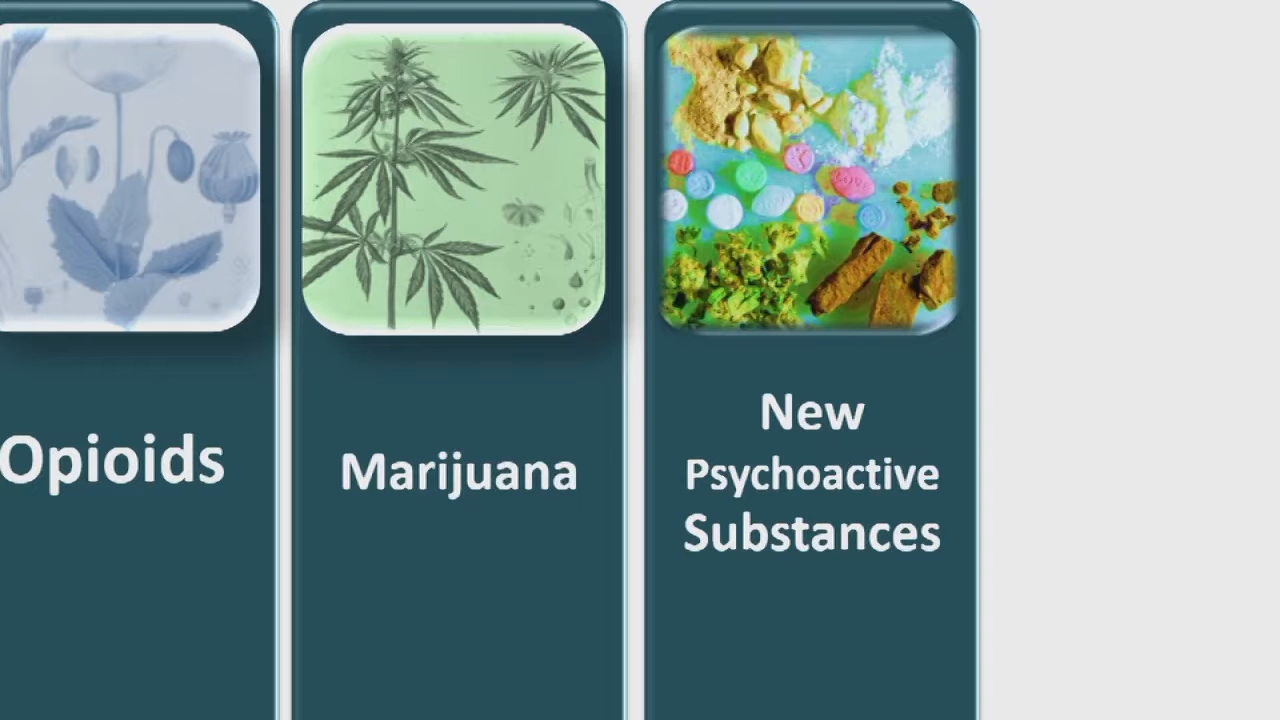 Opioids
Marijuana
New
Psychoactive
Substances